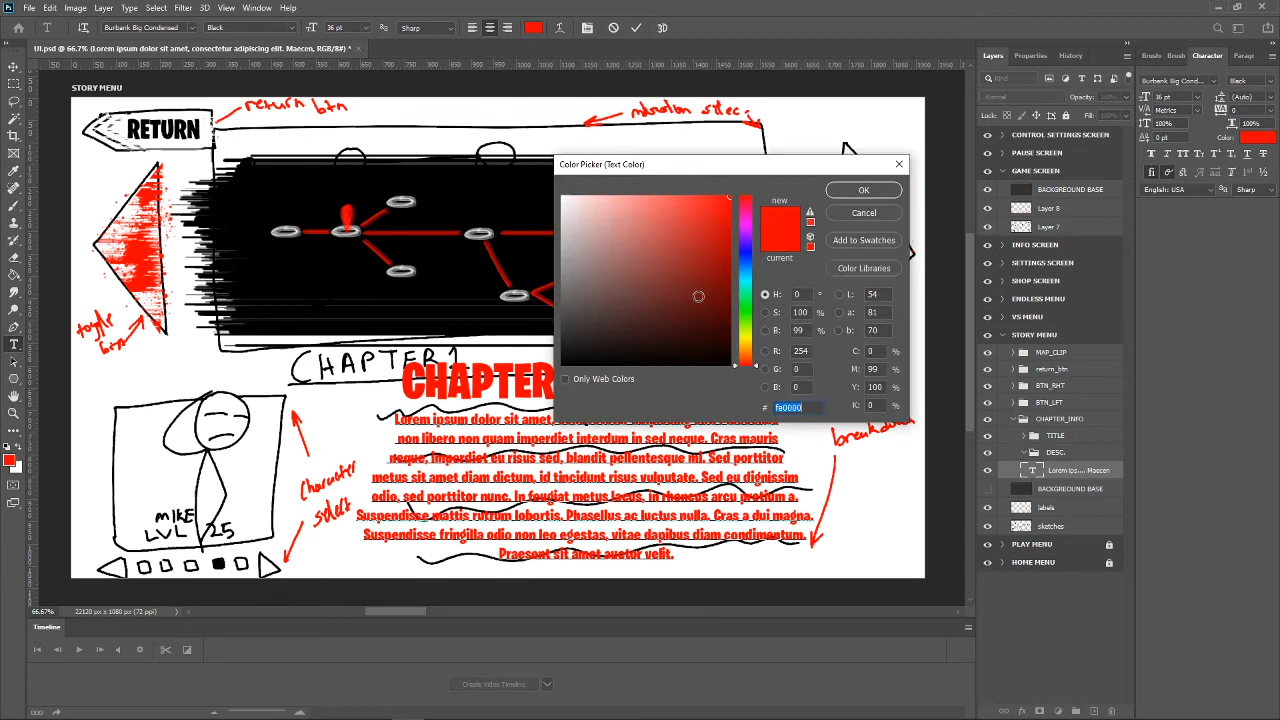 Ps File Edit Image Layer Type Select Filter 3D View Window Help
T Burbank Big Condensed Black 36 pt Sharp 3D
UI.psd @ 66.7% (Lorem ipsum dolor sit amet, consectetur adipiscing elit. Maecen, RGB/8#) * ×
STORY MENU
return btn
RETURN
toggle btn
CHAPTER 1
CHAPTER
Lorem ipsum dolor sit amet,
non libero non quam imperdiet interdum in sed neque. Cras mauris
neque, imperdiet eu risus sed, blandit pellentesque mi. Sed porttitor
metus sit amet diam dictum, id tincidunt risus vulputate. Sed eu dignissim
odio, sed porttitor nunc. In feugiat metus lacus, in rhoncus arcu pretium a.
Suspendisse mattis rutrum lobortis. Phasellus ac luctus nulla. Cras a dui magna.
Suspendisse fringilla odio non leo egestas, vitae dapibus diam condimentum.
Praesent sit amet auctor velit.
breakdown
character
select
MIKE
LVL 25
Color Picker (Text Color)
new
current
OK
Cancel
Add to Swatches
Color Libraries
H: 0 °
S: 100 %
B: 99 %
R: 254
G: 0
B: 0
# fe0000
L: 54
a: 81
b: 70
C: 0 %
M: 99 %
Y: 100 %
K: 0 %
Only Web Colors
66.67% 22120 px x 1080 px (72 ppi)
Timeline
Create Video Timeline
Layers Properties History
Kind
Normal Opacity: 100%
Lock: Fill: 100%
CONTROL SETTINGS SCREEN
PAUSE SCREEN
GAME SCREEN
BACKGROUND BASE
Layer 8
Layer 7
INFO SCREEN
SETTINGS SCREEN
SHOP SCREEN
ENDLESS MENU
VS MENU
STORY MENU
MAP_CLIP
return_btn
BTN_RHT
BTN_LFT
CHAPTER_INFO
TITLE
DESC.
Lorem ips.... Maecen
BACKGROUND BASE
labels
sketches
PLAY MENU
HOME MENU
Brushe Brush Character Paragr
Burbank Big Cond... Black
36 pt (Auto)
100% 100%
0 pt Color:
English: USA Sharp